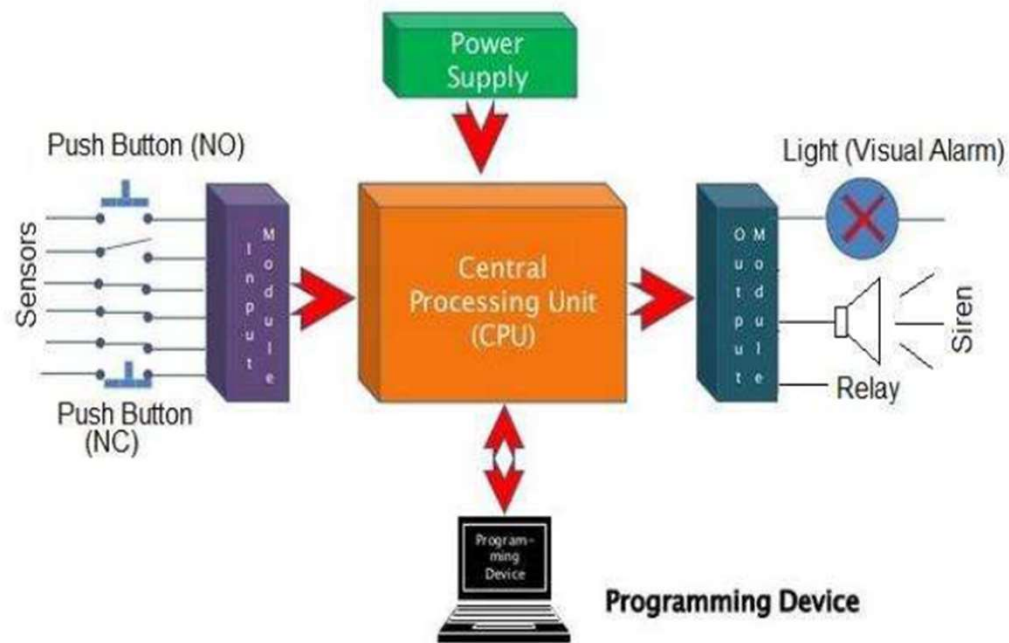 Power
Supply
Push Button (NO)
Light (Visual Alarm)
Sensors
Input
Module
Central
Processing Unit
(CPU)
Output
Module
Siren
Relay
Push Button
(NC)
Program-
ming
Device
Programming Device